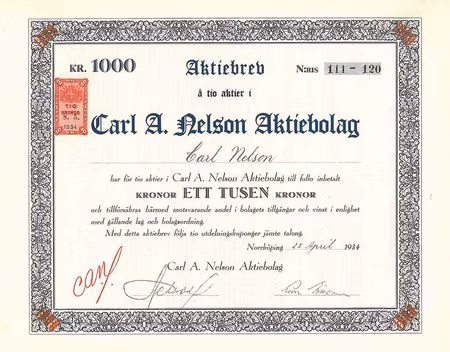 KR. 1000 Aktiebrev N:RIS 111 - 120
å tio aktier i
TIO
KRONOR
1934
Carl A. Nelson Aktiebolag
Carl Nelson
har för tio aktier i Carl A. Nelson Aktiebolag till fullo inbetalt
KRONOR ETT TUSEN KRONOR
och tillförsäkras härmed motsvarande andel i bolagets tillgångar och vinst i enlighet
med gällande lag och bolagsordning.
Med detta aktiebrev följa tio utdelningskuponger jämte talong.
Norrköping 25 April 1934
Carl A. Nelson Aktiebolag